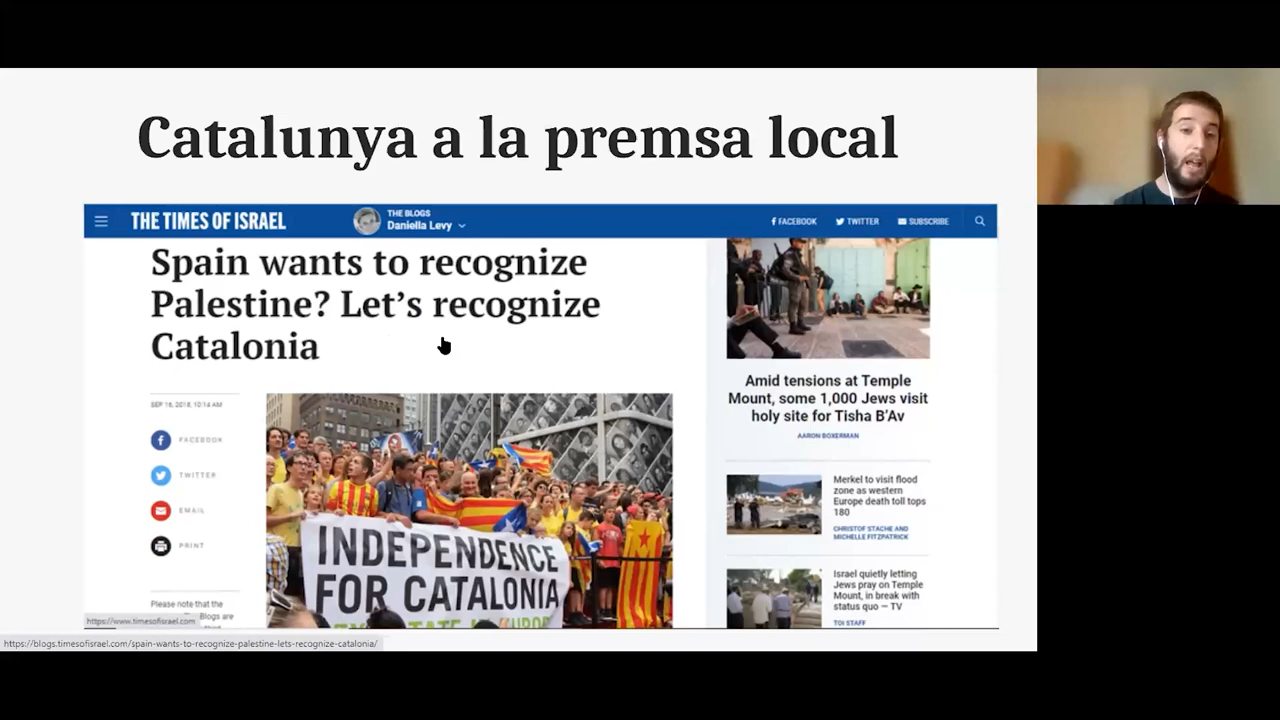 Catalunya a la premsa local
THE TIMES OF ISRAEL
THE BLOGS
Daniella Levy
FACEBOOK
TWITTER
SUBSCRIBE
Spain wants to recognize
Palestine? Let's recognize
Catalonia
SEP 16, 2018, 10:14 AM
FACEBOOK
TWITTER
EMAIL
PRINT
Please note that the
Blogs are
INDEPENDENCE
FOR CATALONIA
Amid tensions at Temple
Mount, some 1,000 Jews visit
holy site for Tisha B'Av
AARON BOXERMAN
Merkel to visit flood
zone as western
Europe death toll tops
180
CHRISTOF STACHE AND
MICHELLE FITZPATRICK
Israel quietly letting
Jews pray on Temple
Mount, in break with
status quo — TV
TOI STAFF
https://www.timesofisrael.com
https://blogs.timesofisrael.com/spain-wants-to-recognize-palestine-lets-recognize-catalonia/